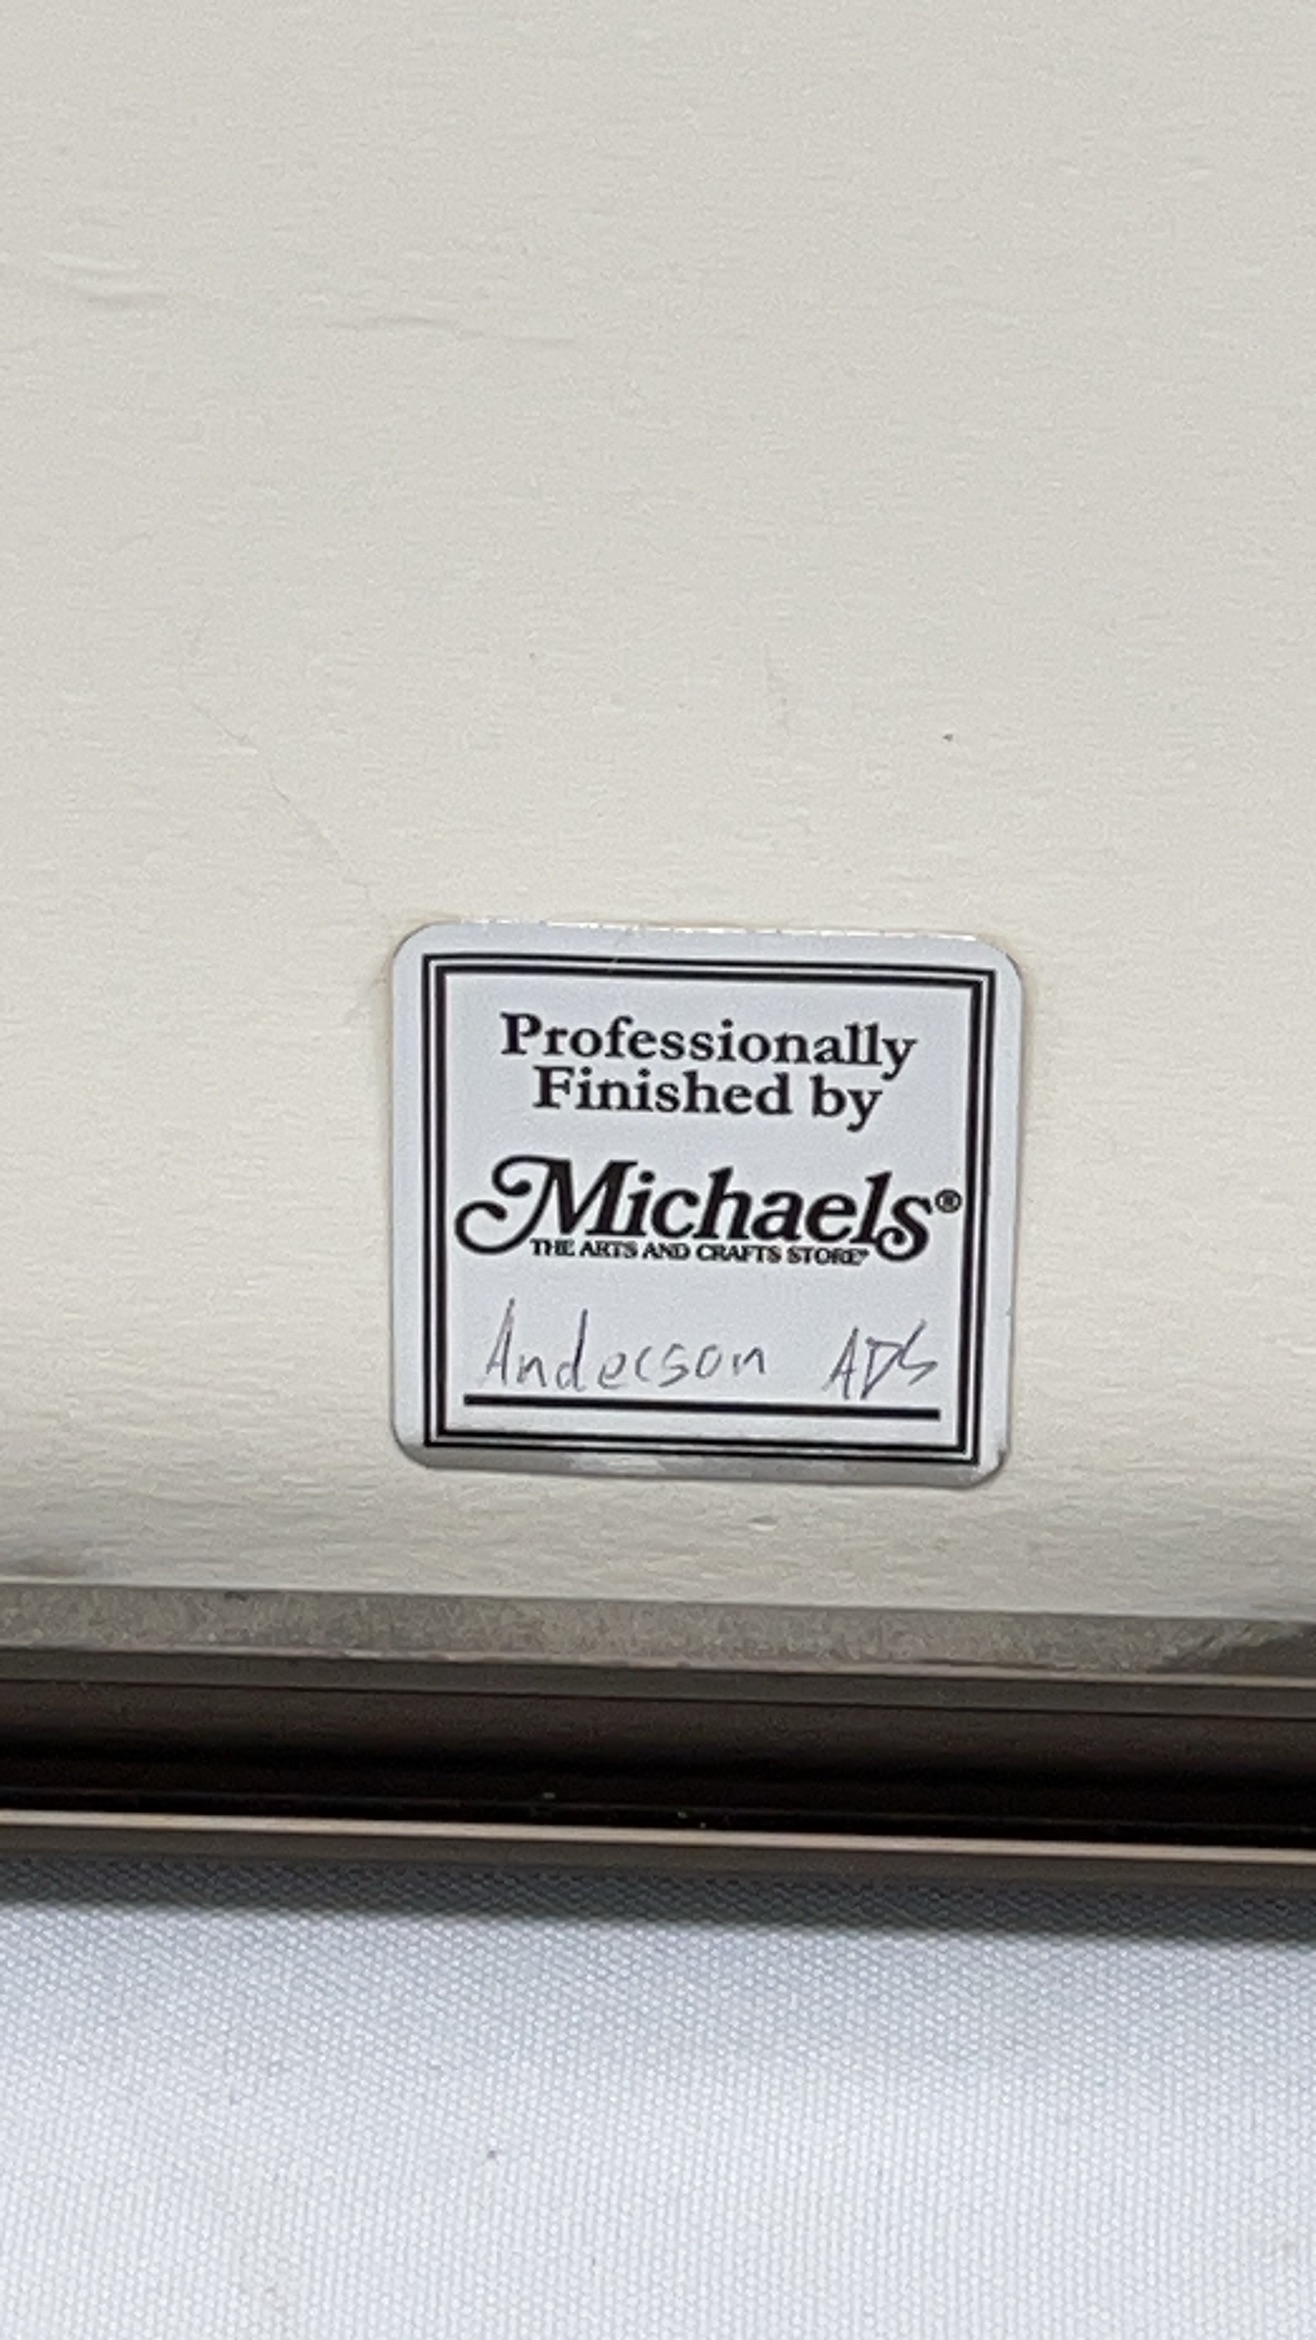 Professionally
Finished by
Michaels®
THE ARTS AND CRAFTS STORE®
Anderson ADS